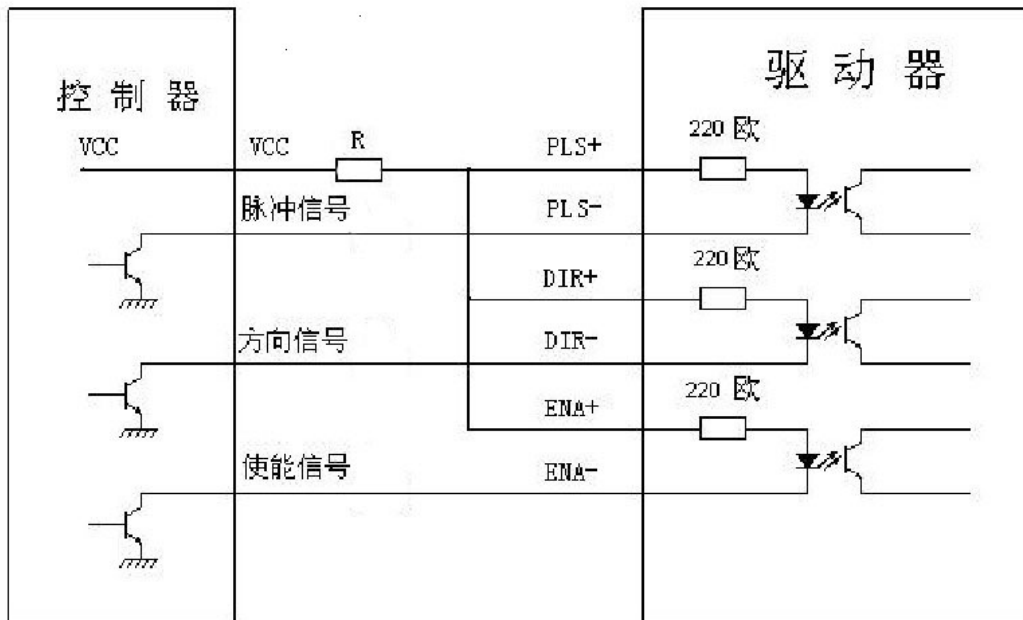 控制器
驱动器
VCC
VCC
R
PLS+
220 欧
脉冲信号
PLS-
DIR+
220 欧
方向信号
DIR-
ENA+
220 欧
使能信号
ENA-